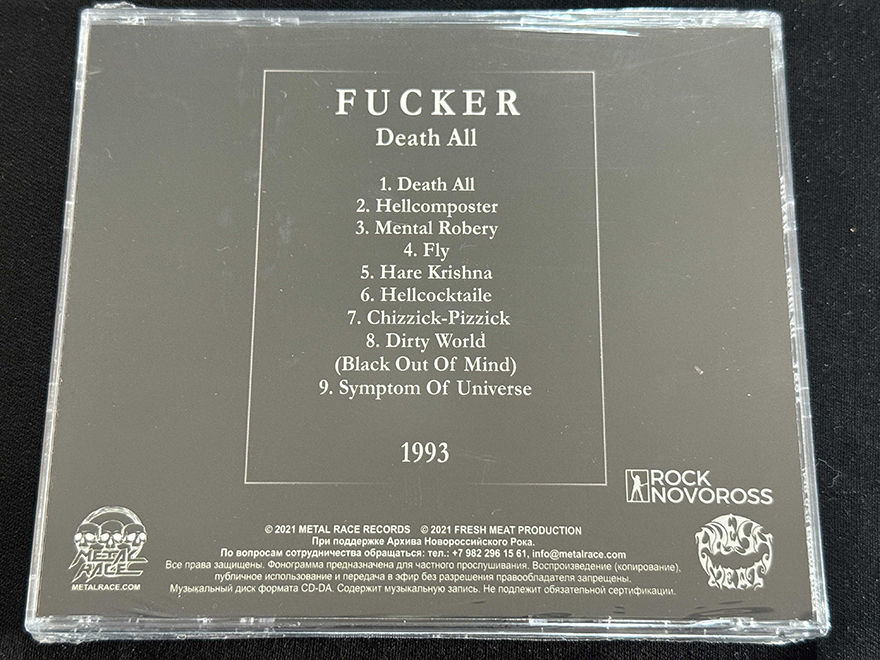 FUCKER
Death All
1. Death All
2. Hellcomposter
3. Mental Robery
4. Fly
5. Hare Krishna
6. Hellcocktaile
7. Chizzick-Pizzick
8. Dirty World
(Black Out Of Mind)
9. Symptom Of Universe
1993
ROCK
NOVOROSS
METAL
RACE
METALRACE.COM
© 2021 METAL RACE RECORDS © 2021 FRESH MEAT PRODUCTION
При поддержке Архива Новороссийского Рока.
По вопросам сотрудничества обращаться: тел.: +7 982 296 15 61, info@metalrace.com
Все права защищены. Фонограмма предназначена для частного прослушивания. Воспроизведение (копирование),
публичное использование и передача в эфир без разрешения правообладателя запрещены.
Музыкальный диск формата CD-DA. Содержит музыкальную запись. Не подлежит обязательной сертификации.
FRESH
MEAT